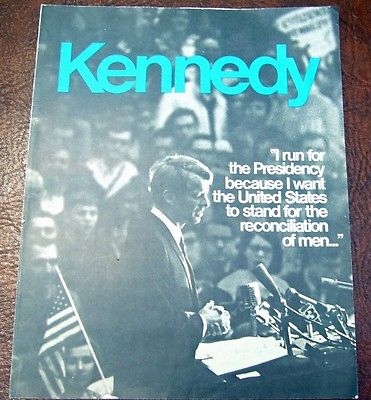 Kennedy
"I run for
the Presidency
because I want
the United States
to stand for the
reconciliation
of men..."